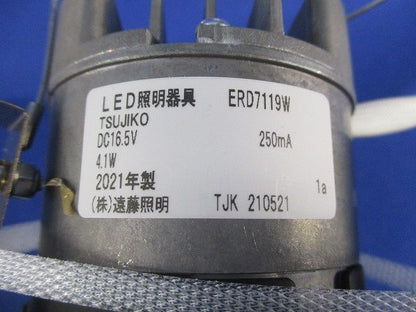 LED照明器具 ERD7119W
TSUJIKO
DC16.5V 250mA
4.1W
2021年製 1a
(株)遠藤照明 TJK 210521